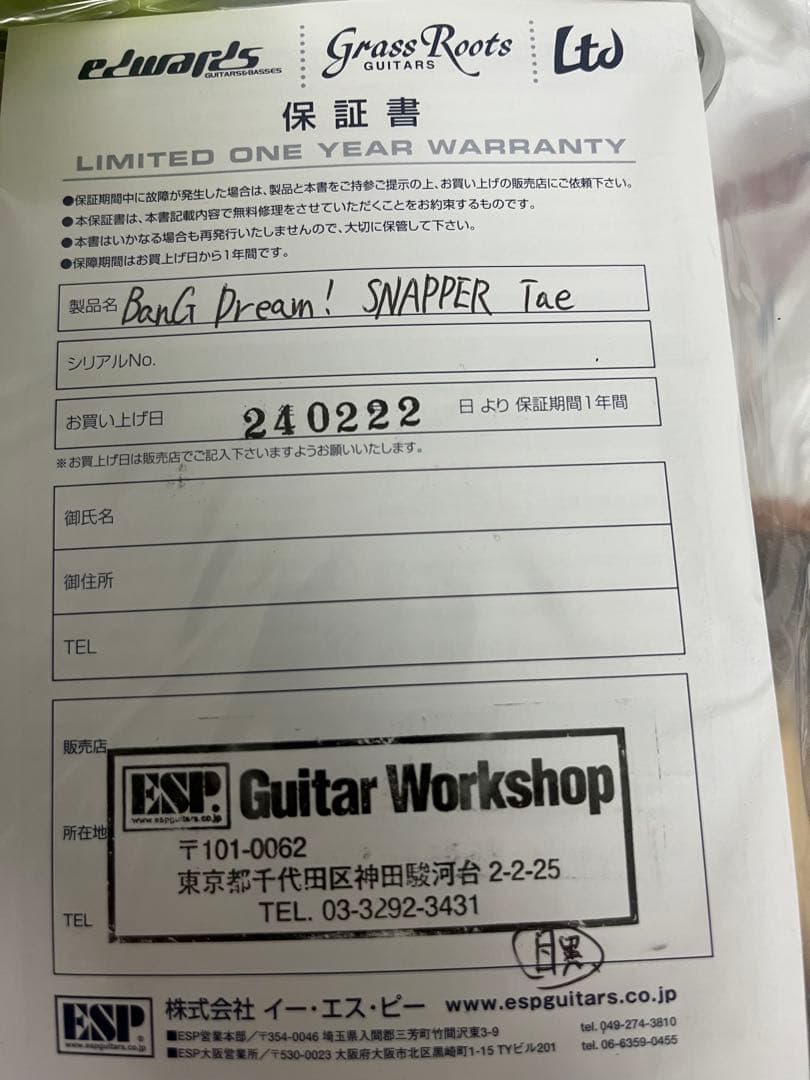 edwards GUITARS&BASSES
Grass Roots GUITARS
Ltd
保証書
LIMITED ONE YEAR WARRANTY
●保証期間中に故障が発生した場合は、製品と本書をご持参ご提示の上、お買い上げの販売店にご依頼下さい。
●本保証書は、本書記載内容で無料修理をさせていただくことをお約束するものです。
●本書はいかなる場合も再発行いたしませんので、大切に保管して下さい。
●保障期間はお買上げ日から1年間です。
製品名 BanG Dream! SNAPPER Tae
シリアルNo.
お買い上げ日 240222 日 より 保証期間1年間
※お買上げ日は販売店でご記入下さいますようお願いいたします。
御氏名
御住所
TEL
販売店
ESP. Guitar Workshop
www.espguitars.co.jp
所在地
〒101-0062
東京都千代田区神田駿河台 2-2-25
TEL
TEL. 03-3292-3431
目黒
ESP 株式会社 イー・エス・ピー www.espguitars.co.jp
www.espguitars.co.jp
■ESP営業本部/〒354-0046 埼玉県入間郡三芳町竹間沢東3-9 tel. 049-274-3810
■ESP大阪営業所/〒530-0023 大阪府大阪市北区黒崎町1-15 TYビル201 tel. 06-6359-0455